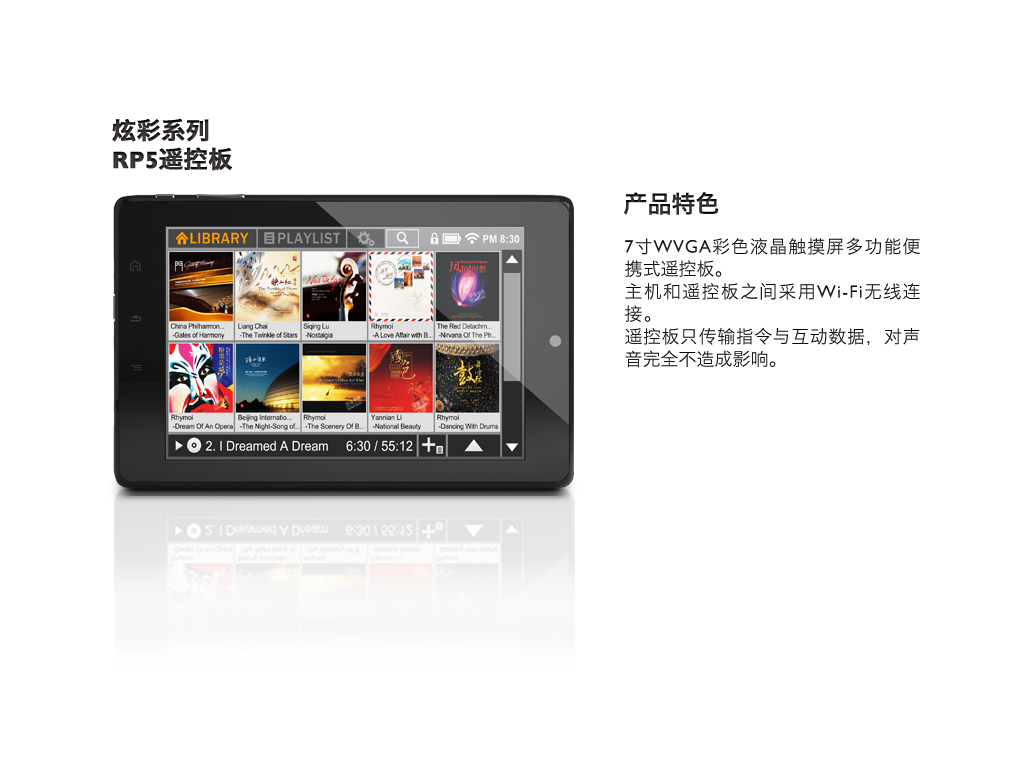 炫彩系列
RP5遥控板
产品特色
7寸WVGA彩色液晶触摸屏多功能便
携式遥控板。
主机和遥控板之间采用Wi-Fi无线连
接。
遥控板只传输指令与互动数据，对声
音完全不造成影响。
LIBRARY PLAYLIST PM 8:30
China Philharmon... Liang Chai Siqing Lu Rhymoi The Red Detachm...
-Gates of Harmony -The Twinkle of Stars -Nostalgia -A Love Affair with B... -Nirvana Of The Ph...
Rhymoi Beijing Internatio... Rhymoi Yannian Li Rhymoi
-Dream Of An Opera -The Night-Song of... -The Scenery Of B... -National Beauty -Dancing With Drums
2. I Dreamed A Dream 6:30 / 55:12